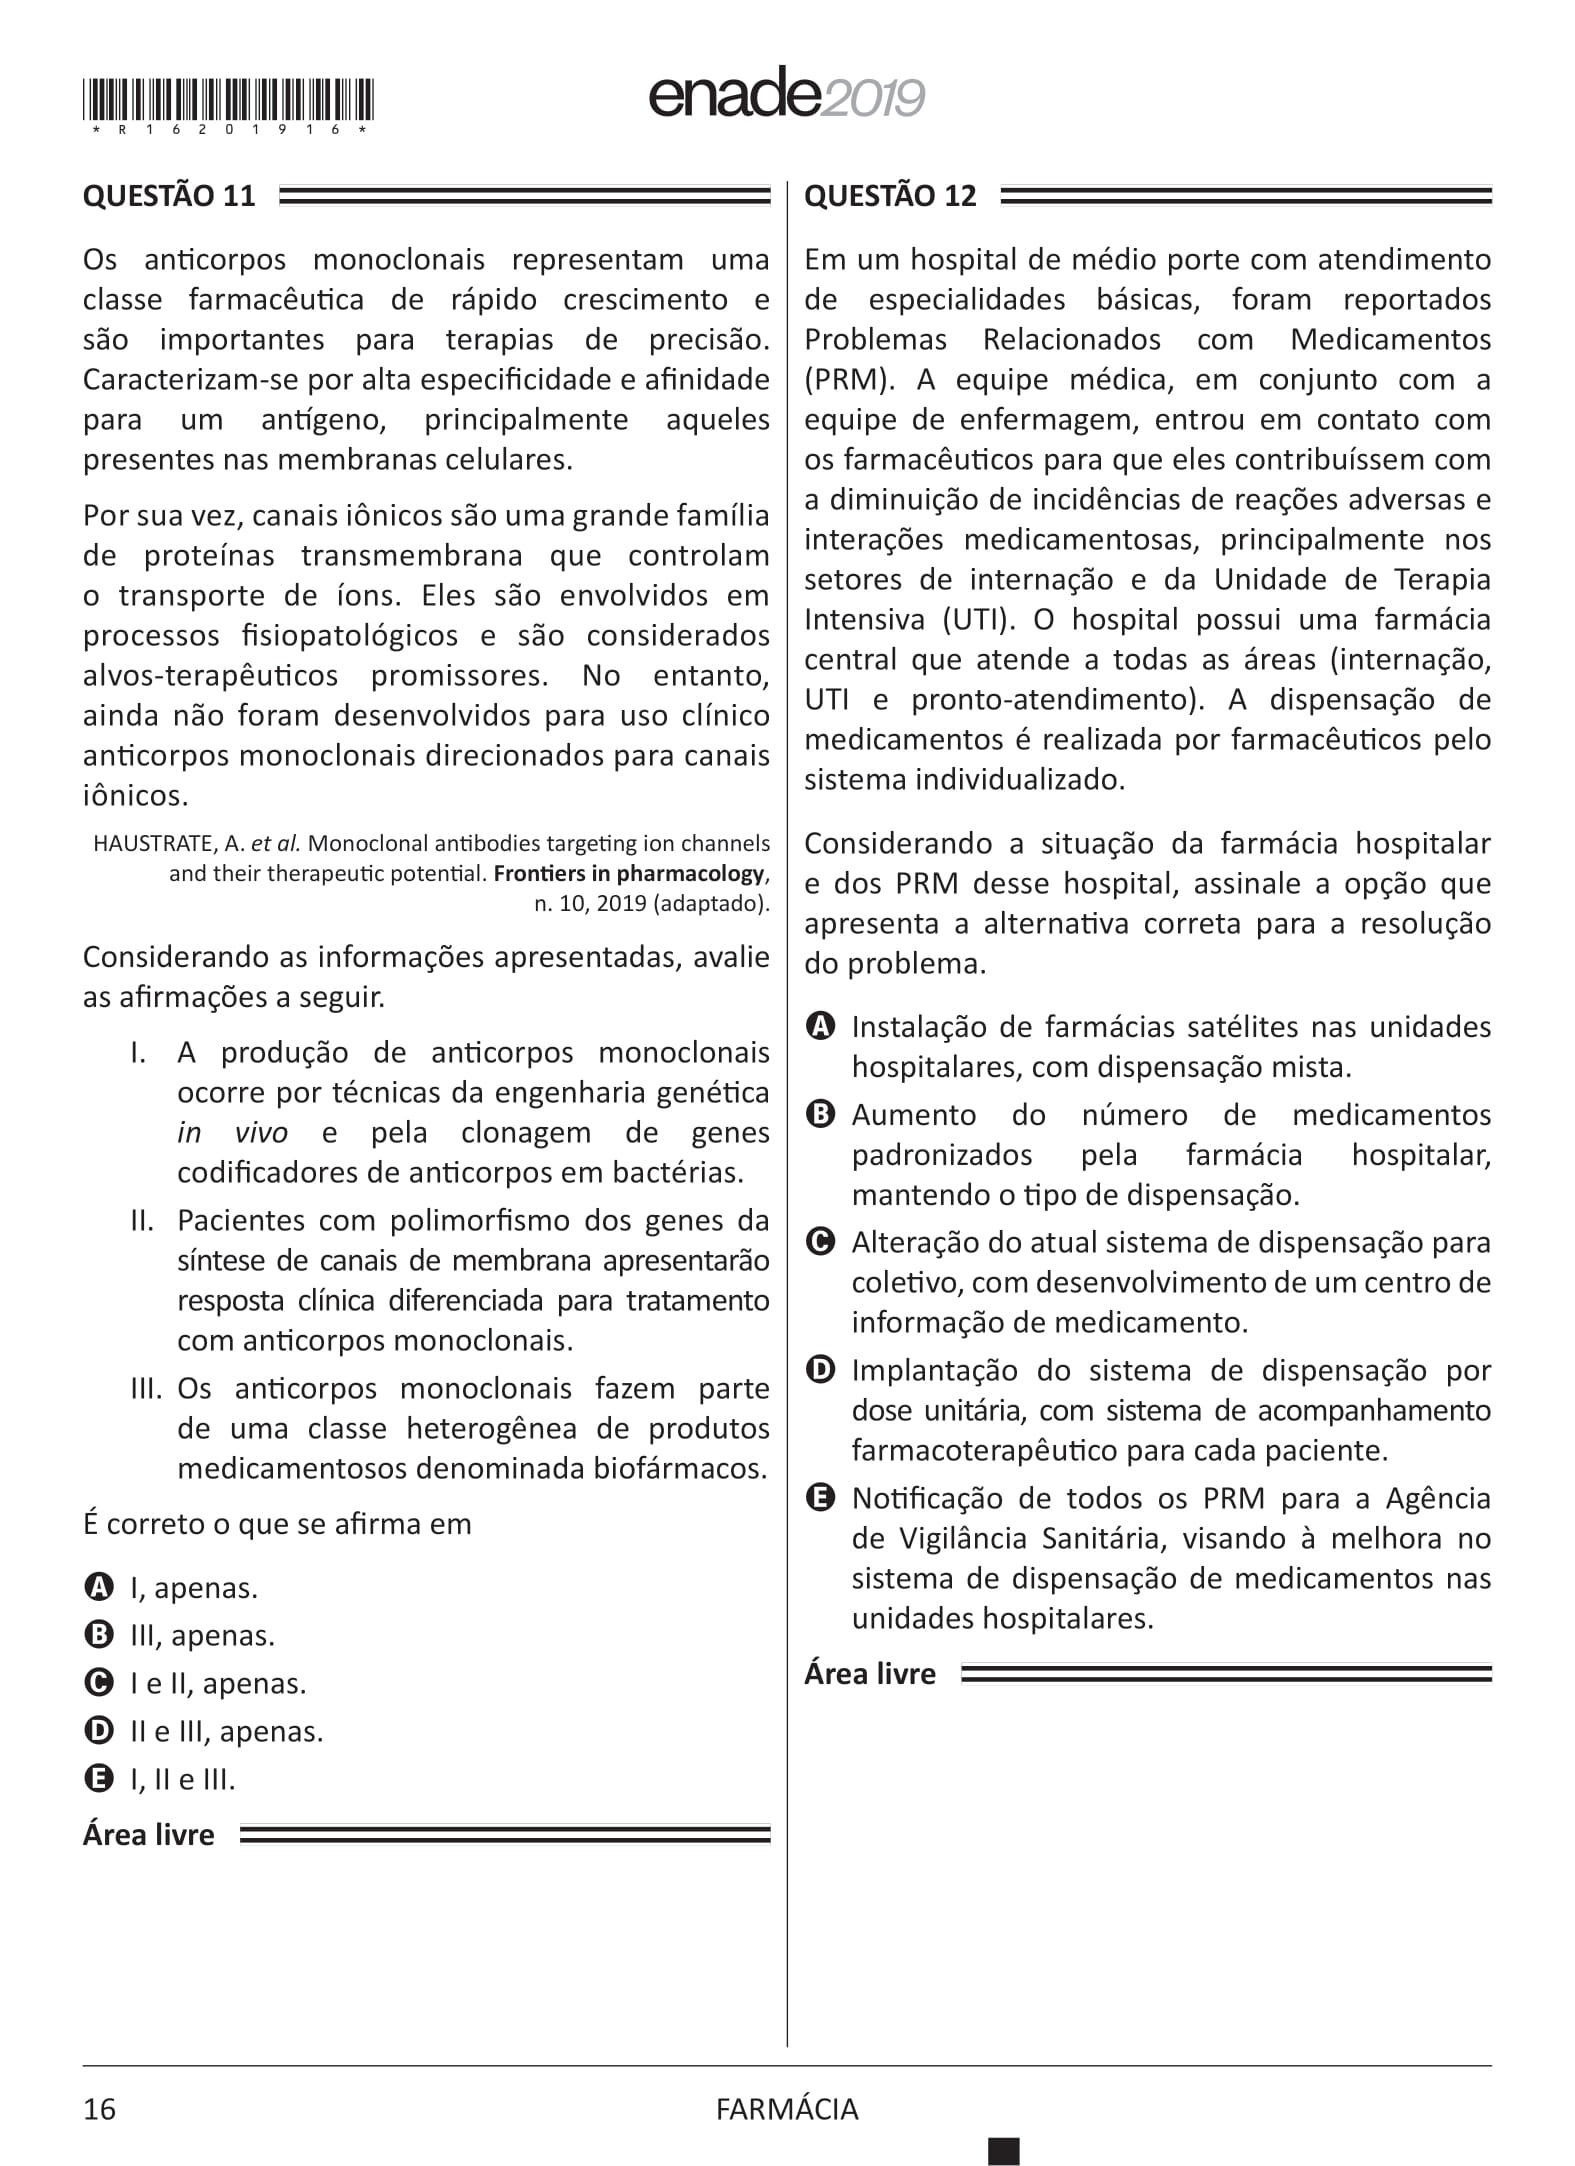 * R 1 6 2 0 1 9 1 6 *
enade2019
QUESTÃO 11
Os anticorpos monoclonais representam uma
classe farmacêutica de rápido crescimento e
são importantes para terapias de precisão.
Caracterizam-se por alta especificidade e afinidade
para um antígeno, principalmente aqueles
presentes nas membranas celulares.
Por sua vez, canais iônicos são uma grande família
de proteínas transmembrana que controlam
o transporte de íons. Eles são envolvidos em
processos fisiopatológicos e são considerados
alvos-terapêuticos promissores. No entanto,
ainda não foram desenvolvidos para uso clínico
anticorpos monoclonais direcionados para canais
iônicos.
HAUSTRATE, A. et al. Monoclonal antibodies targeting ion channels
and their therapeutic potential. Frontiers in pharmacology,
n. 10, 2019 (adaptado).
Considerando as informações apresentadas, avalie
as afirmações a seguir.
I. A produção de anticorpos monoclonais
ocorre por técnicas da engenharia genética
in vivo e pela clonagem de genes
codificadores de anticorpos em bactérias.
II. Pacientes com polimorfismo dos genes da
síntese de canais de membrana apresentarão
resposta clínica diferenciada para tratamento
com anticorpos monoclonais.
III. Os anticorpos monoclonais fazem parte
de uma classe heterogênea de produtos
medicamentosos denominada biofármacos.
É correto o que se afirma em
A I, apenas.
B III, apenas.
C I e II, apenas.
D II e III, apenas.
E I, II e III.
Área livre
QUESTÃO 12
Em um hospital de médio porte com atendimento
de especialidades básicas, foram reportados
Problemas Relacionados com Medicamentos
(PRM). A equipe médica, em conjunto com a
equipe de enfermagem, entrou em contato com
os farmacêuticos para que eles contribuíssem com
a diminuição de incidências de reações adversas e
interações medicamentosas, principalmente nos
setores de internação e da Unidade de Terapia
Intensiva (UTI). O hospital possui uma farmácia
central que atende a todas as áreas (internação,
UTI e pronto-atendimento). A dispensação de
medicamentos é realizada por farmacêuticos pelo
sistema individualizado.
Considerando a situação da farmácia hospitalar
e dos PRM desse hospital, assinale a opção que
apresenta a alternativa correta para a resolução
do problema.
A Instalação de farmácias satélites nas unidades
hospitalares, com dispensação mista.
B Aumento do número de medicamentos
padronizados pela farmácia hospitalar,
mantendo o tipo de dispensação.
C Alteração do atual sistema de dispensação para
coletivo, com desenvolvimento de um centro de
informação de medicamento.
D Implantação do sistema de dispensação por
dose unitária, com sistema de acompanhamento
farmacoterapêutico para cada paciente.
E Notificação de todos os PRM para a Agência
de Vigilância Sanitária, visando à melhora no
sistema de dispensação de medicamentos nas
unidades hospitalares.
Área livre
16
FARMÁCIA